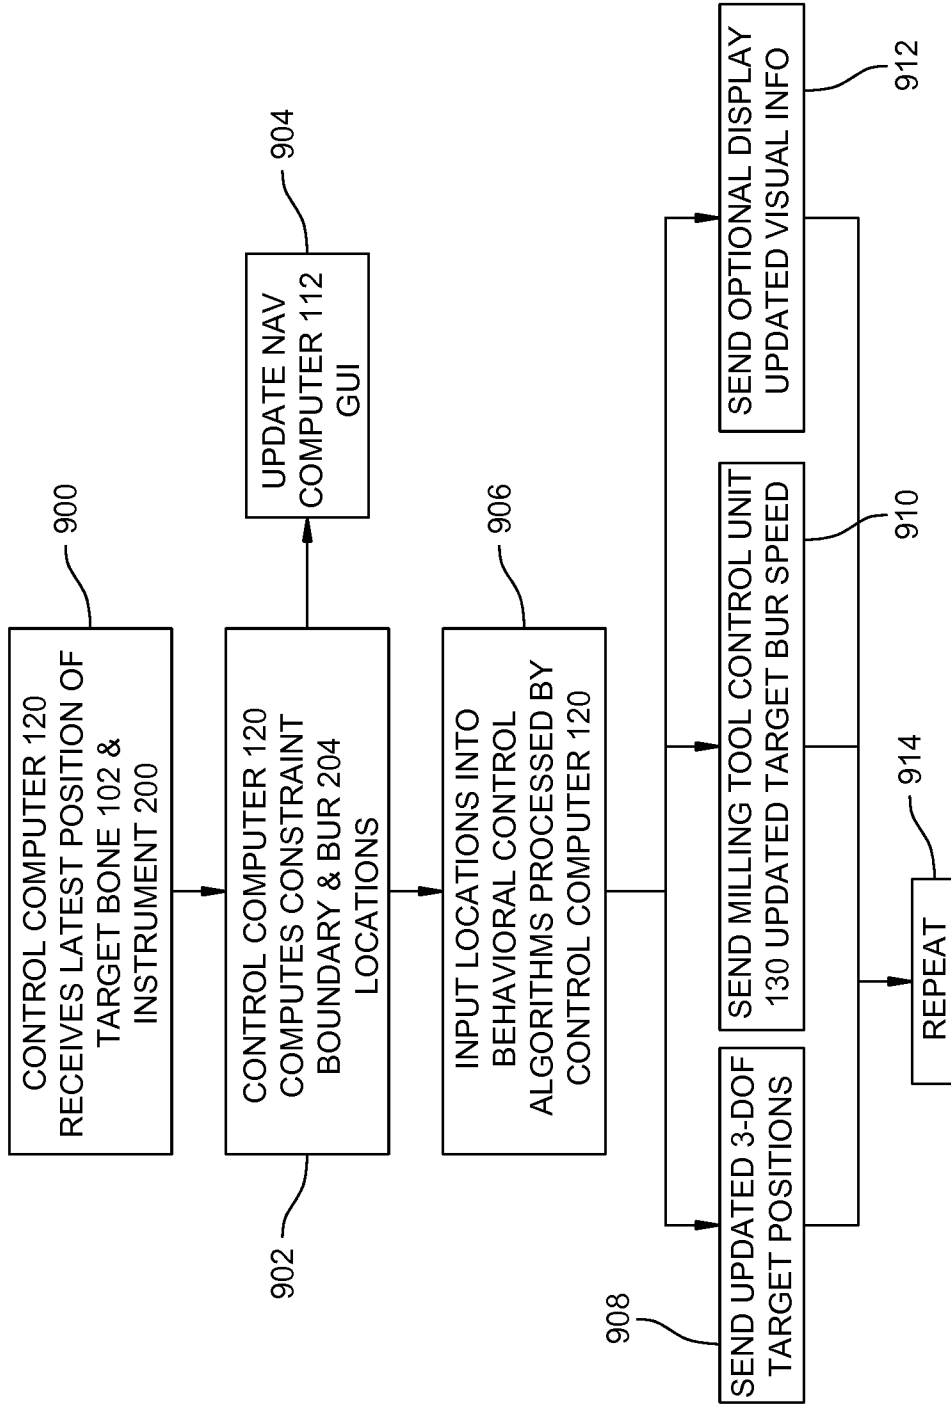 900
CONTROL COMPUTER 120
RECEIVES LATEST POSITION OF
TARGET BONE 102 &
INSTRUMENT 200
902
CONTROL COMPUTER 120
COMPUTES CONSTRAINT
BOUNDARY & BUR 204
LOCATIONS
904
UPDATE NAV
COMPUTER 112
GUI
906
INPUT LOCATIONS INTO
BEHAVIORAL CONTROL
ALGORITHMS PROCESSED BY
CONTROL COMPUTER 120
908
SEND UPDATED 3-DOF
TARGET POSITIONS
910
SEND MILLING TOOL CONTROL UNIT
130 UPDATED TARGET BUR SPEED
912
SEND OPTIONAL DISPLAY
UPDATED VISUAL INFO
914
REPEAT